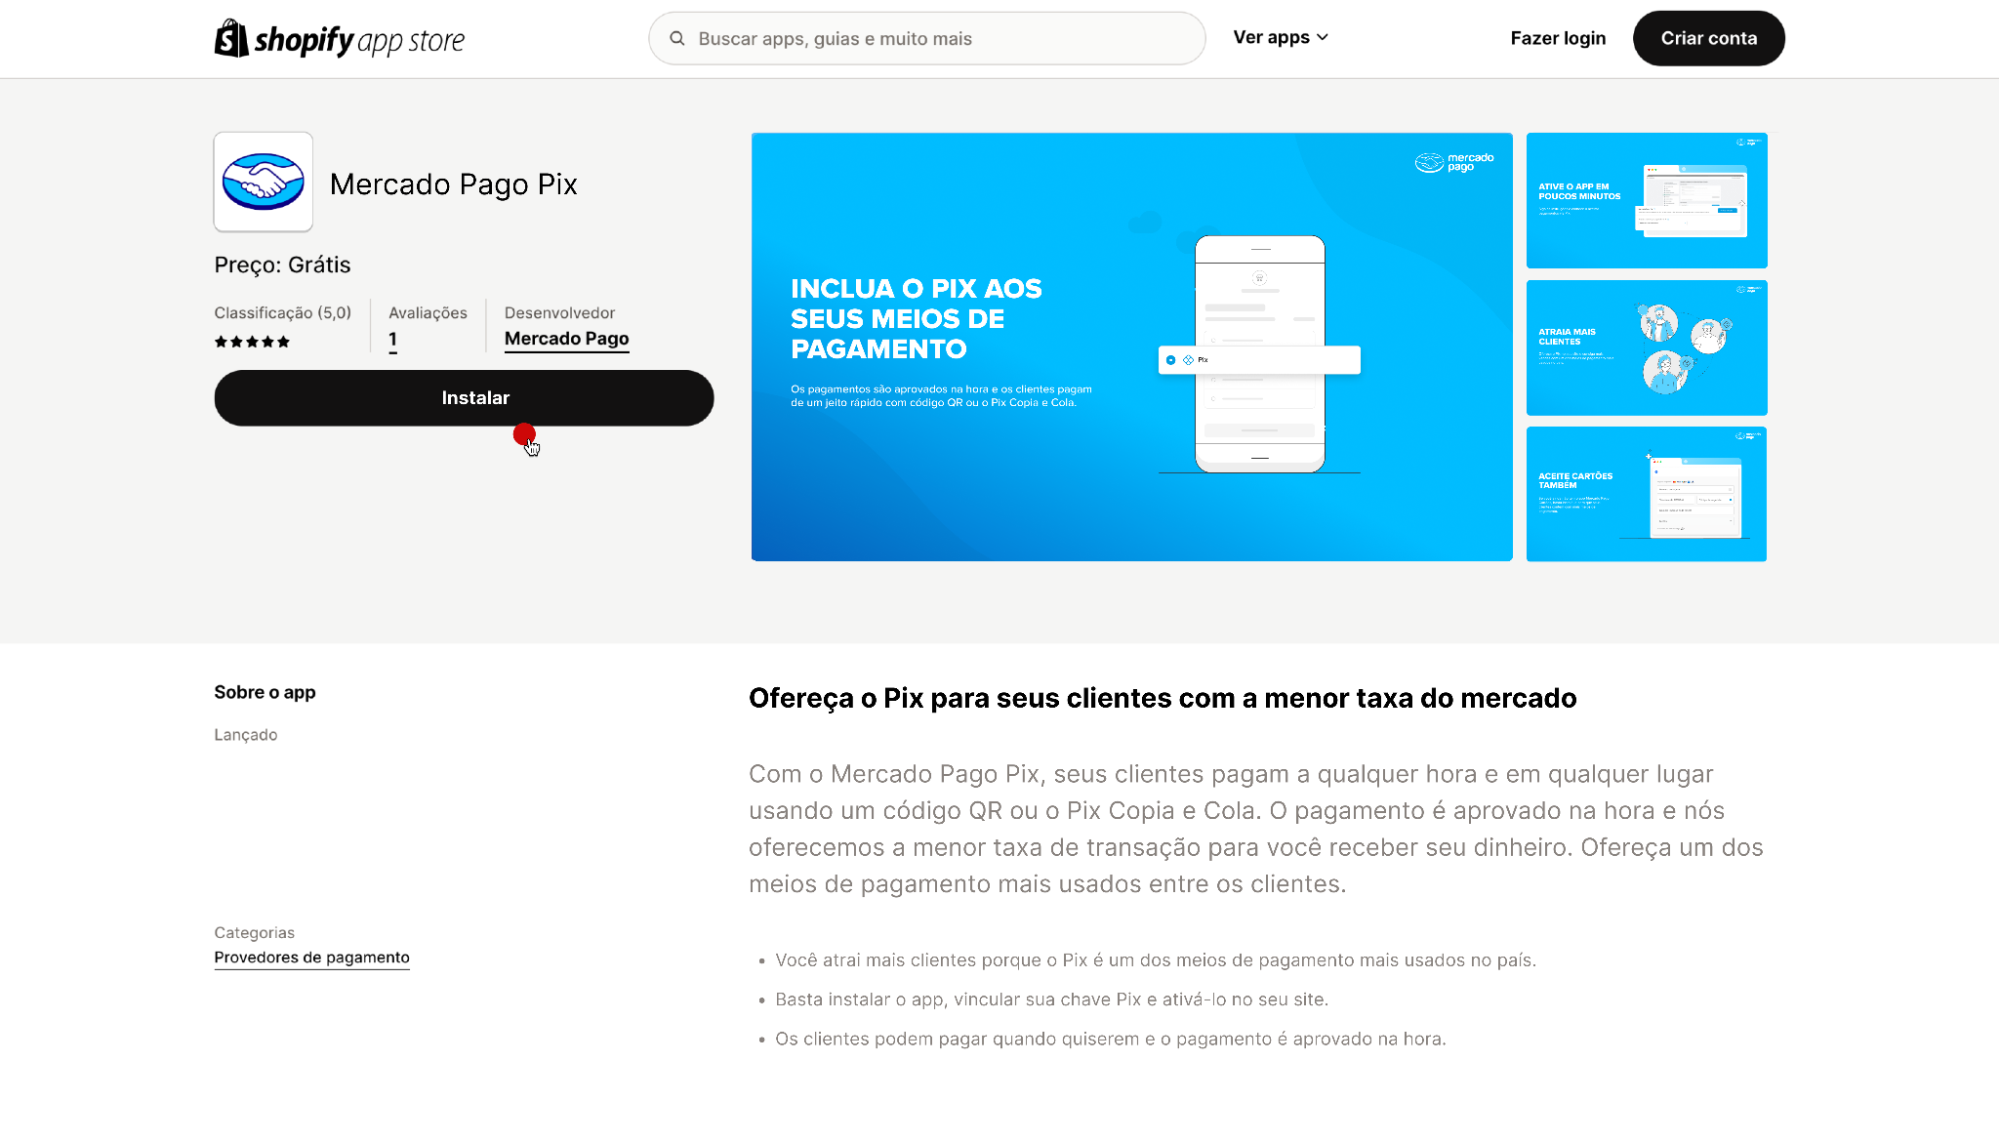 shopify app store
Buscar apps, guias e muito mais
Ver apps
Fazer login
Criar conta
Mercado Pago Pix
Preço: Grátis
Classificação (5,0)
Avaliações
1
Desenvolvedor
Mercado Pago
Instalar
mercado
pago
INCLUA O PIX AOS
SEUS MEIOS DE
PAGAMENTO
Os pagamentos são aprovados na hora e os clientes pagam
de um jeito rápido com código QR ou o Pix Copia e Cola.
Pix
ATIVE O APP EM
POUCOS MINUTOS
ATRAIA MAIS
CLIENTES
ACEITE CARTÕES
TAMBÉM
Sobre o app
Lançado
Categorias
Provedores de pagamento
Ofereça o Pix para seus clientes com a menor taxa do mercado
Com o Mercado Pago Pix, seus clientes pagam a qualquer hora e em qualquer lugar
usando um código QR ou o Pix Copia e Cola. O pagamento é aprovado na hora e nós
oferecemos a menor taxa de transação para você receber seu dinheiro. Ofereça um dos
meios de pagamento mais usados entre os clientes.
• Você atrai mais clientes porque o Pix é um dos meios de pagamento mais usados no país.
• Basta instalar o app, vincular sua chave Pix e ativá-lo no seu site.
• Os clientes podem pagar quando quiserem e o pagamento é aprovado na hora.